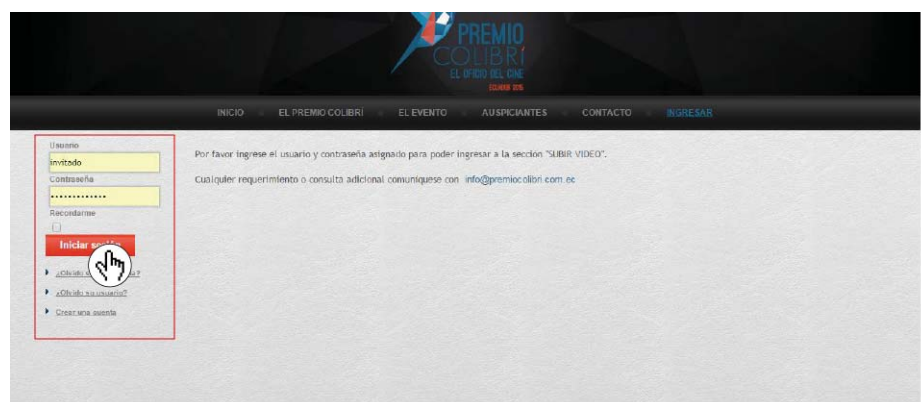 PREMIO
COLIBRÍ
EL OFICIO DEL CINE
ECUADOR 2015
INICIO EL PREMIO COLIBRÍ EL EVENTO AUSPICIANTES CONTACTO INGRESAR
Usuario
invitado
Contraseña
•••••••••••••
Recordarme
Iniciar
Por favor ingrese el usuario y contraseña asignado para poder ingresar a la sección "SUBIR VIDEO".
Cualquier requerimiento o consulta adicional comuniquese con info@premiocolibri.com.ec
¿Olvido su usuario?
Crear una cuenta